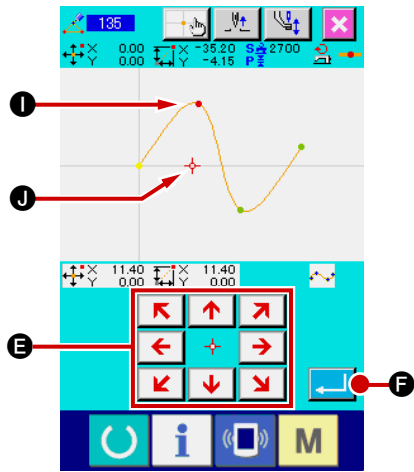 135
X 0.00 X -35.20 S 2700
Y 0.00 Y -4.15 P
I
J
X 11.40 X 11.40
Y 0.00 Y 0.00
E
F
i M